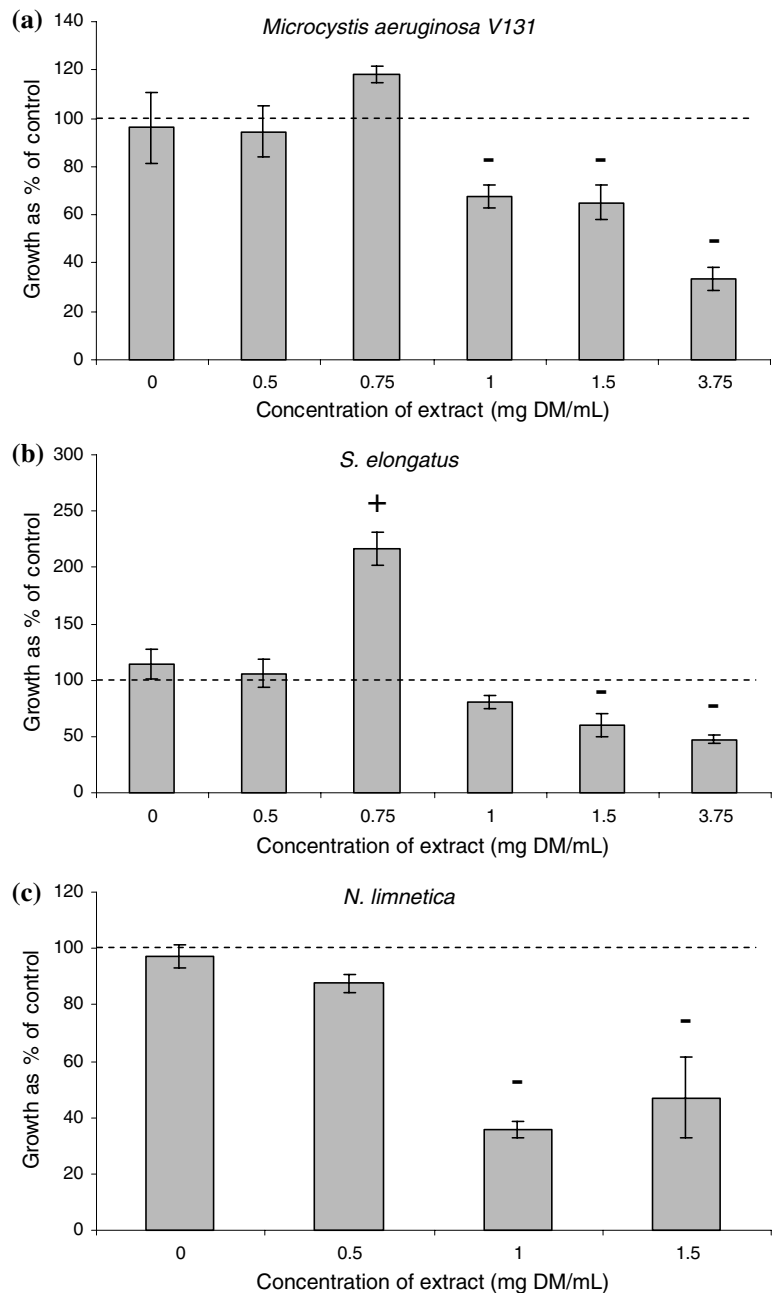 (a)
Microcystis aeruginosa V131
Growth as % of control
140
120
100
80
60
40
20
0
0 0.5 0.75 1 1.5 3.75
- - -
Concentration of extract (mg DM/mL)
(b)
S. elongatus
Growth as % of control
300
250
200
150
100
50
0
+ - -
0 0.5 0.75 1 1.5 3.75
Concentration of extract (mg DM/mL)
(c)
N. limnetica
Growth as % of control
120
100
80
60
40
20
0
- -
0 0.5 1 1.5
Concentration of extract (mg DM/mL)